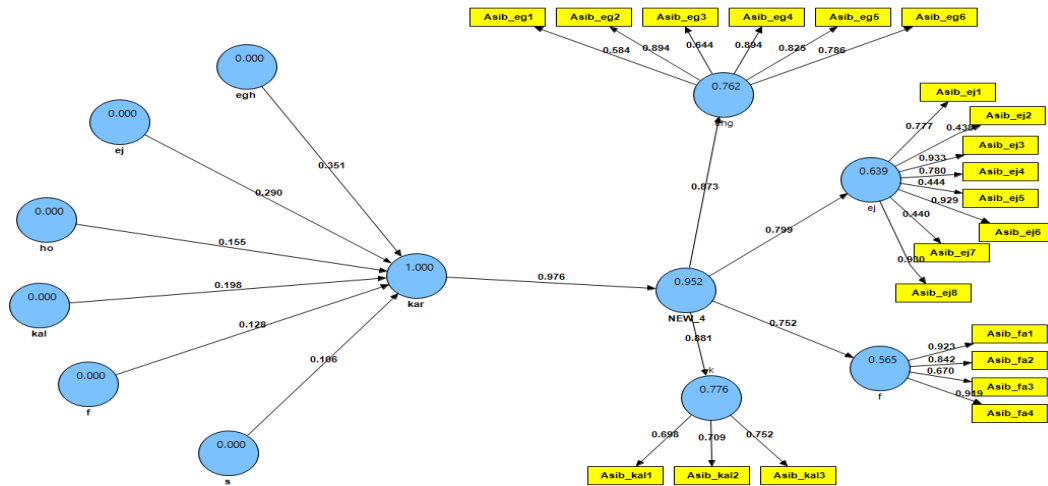 Asib_eg1 Asib_eg2 Asib_eg3 Asib_eg4 Asib_eg5 Asib_eg6
0.584 0.894 0.644 0.894 0.825 0.786
0.762
0.000
egh
0.000
ej
Asib_ej1
Asib_ej2
Asib_ej3
Asib_ej4
Asib_ej5
Asib_ej6
Asib_ej7
Asib_ej8
0.777
0.933
0.780
0.444
0.929
0.440
0.639
ej
0.351
0.290
0.873
0.799
0.000
ho
0.155
1.000
kar
0.976
0.952
NEW_4
0.000
kal
0.198
0.128
0.106
0.881
0.752
0.000
f
0.776
0.565
f
Asib_fa1
Asib_fa2
Asib_fa3
Asib_fa4
0.923
0.842
0.670
0.919
0.000
s
0.698 0.709 0.752
Asib_kal1 Asib_kal2 Asib_kal3